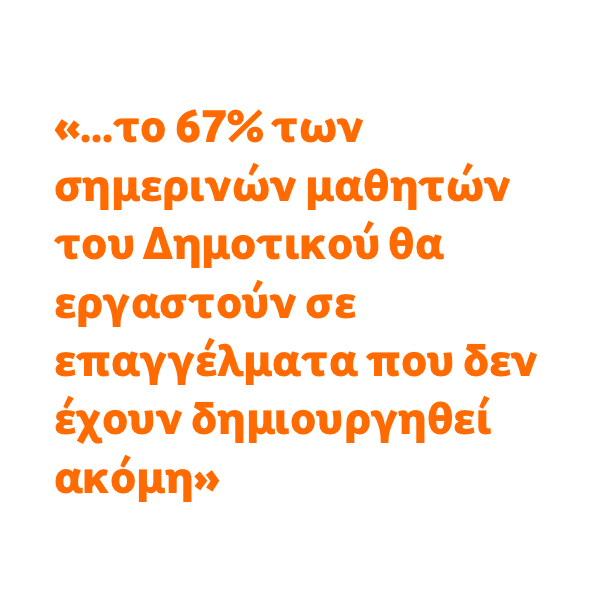 «...το 67% των
σημερινών μαθητών
του Δημοτικού θα
εργαστούν σε
επαγγέλματα που δεν
έχουν δημιουργηθεί
ακόμη»